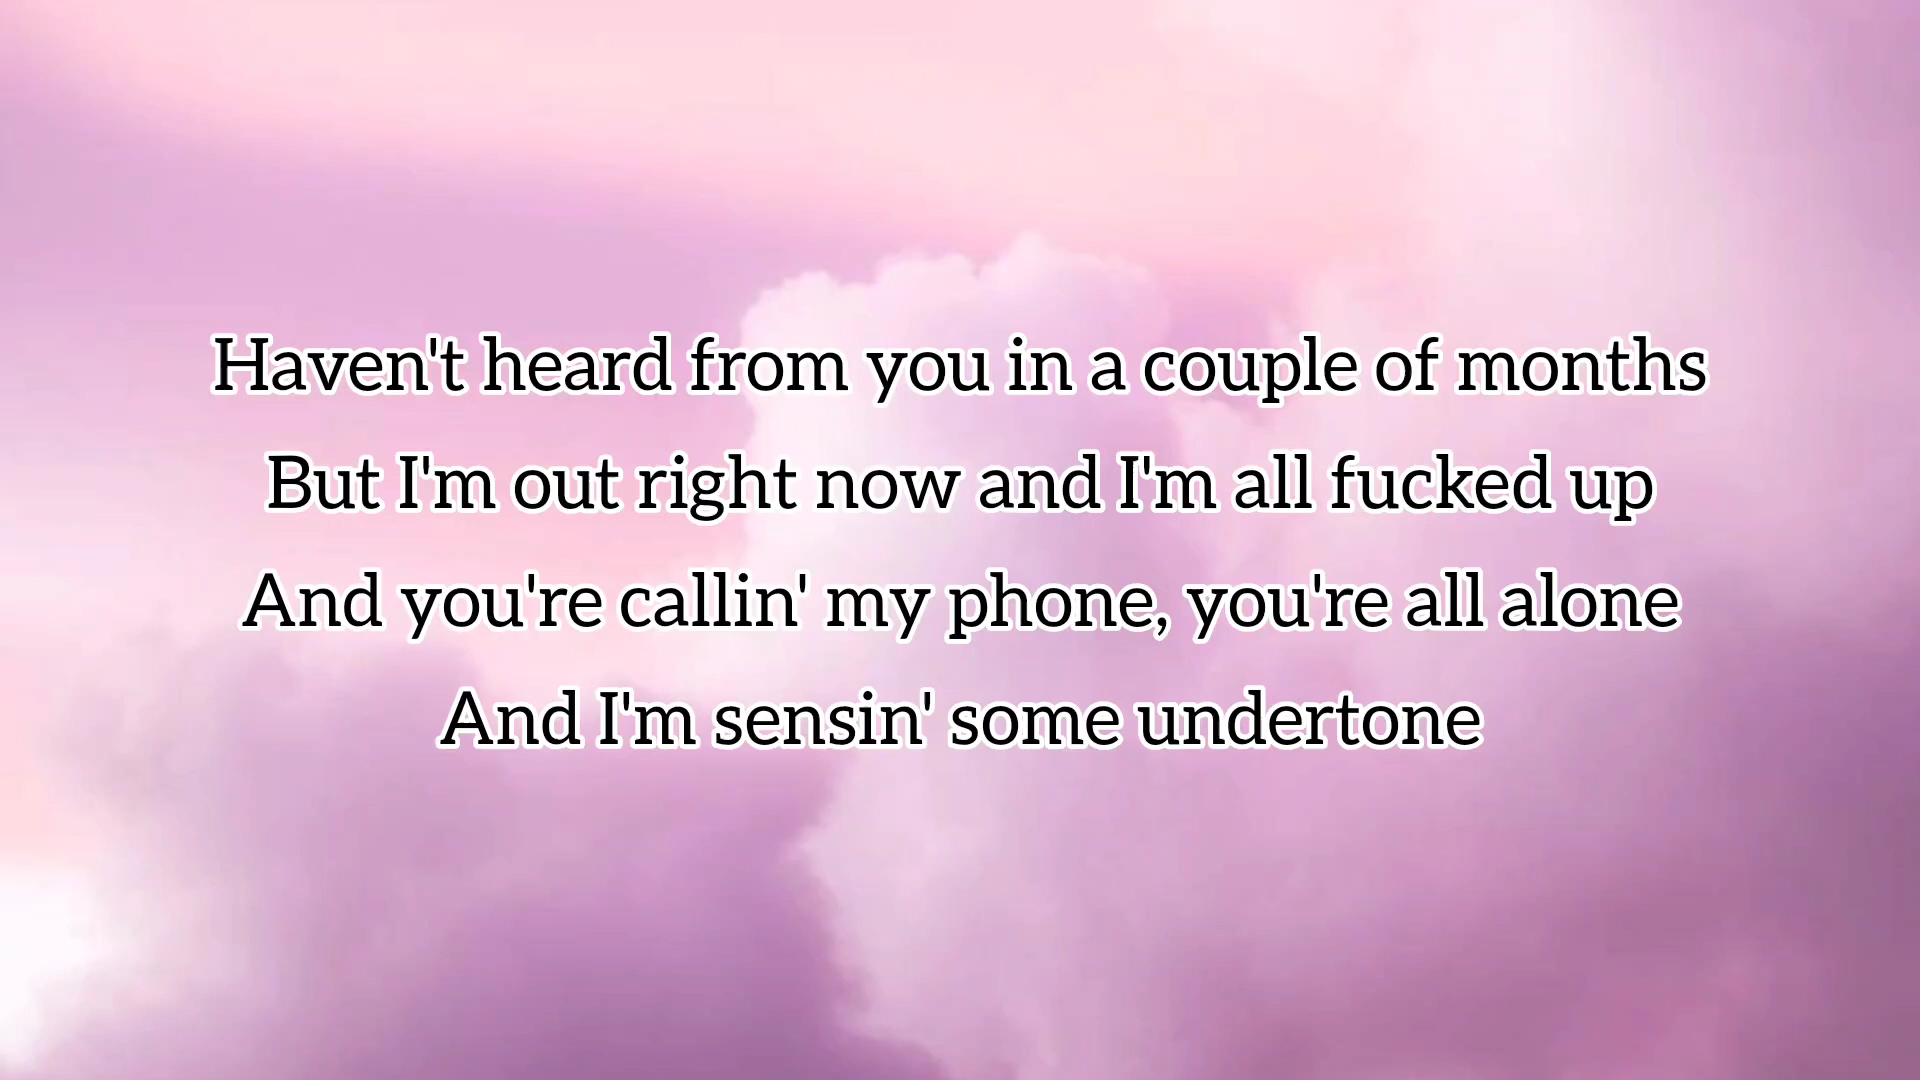 Haven't heard from you in a couple of months
But I'm out right now and I'm all fucked up
And you're callin' my phone, you're all alone
And I'm sensin' some undertone